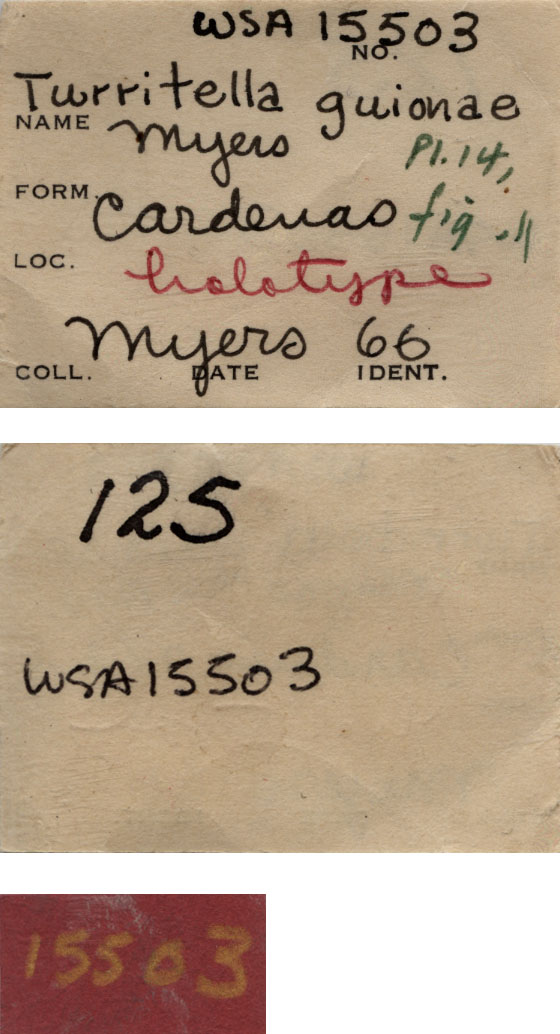 WSA 15503
NO.
Turritella guionae
NAME Myers
Pl. 14,
FORM. Cardenas fig. 11
LOC. holotype
Myers 66
COLL. DATE IDENT.
125
WSA15503
15503